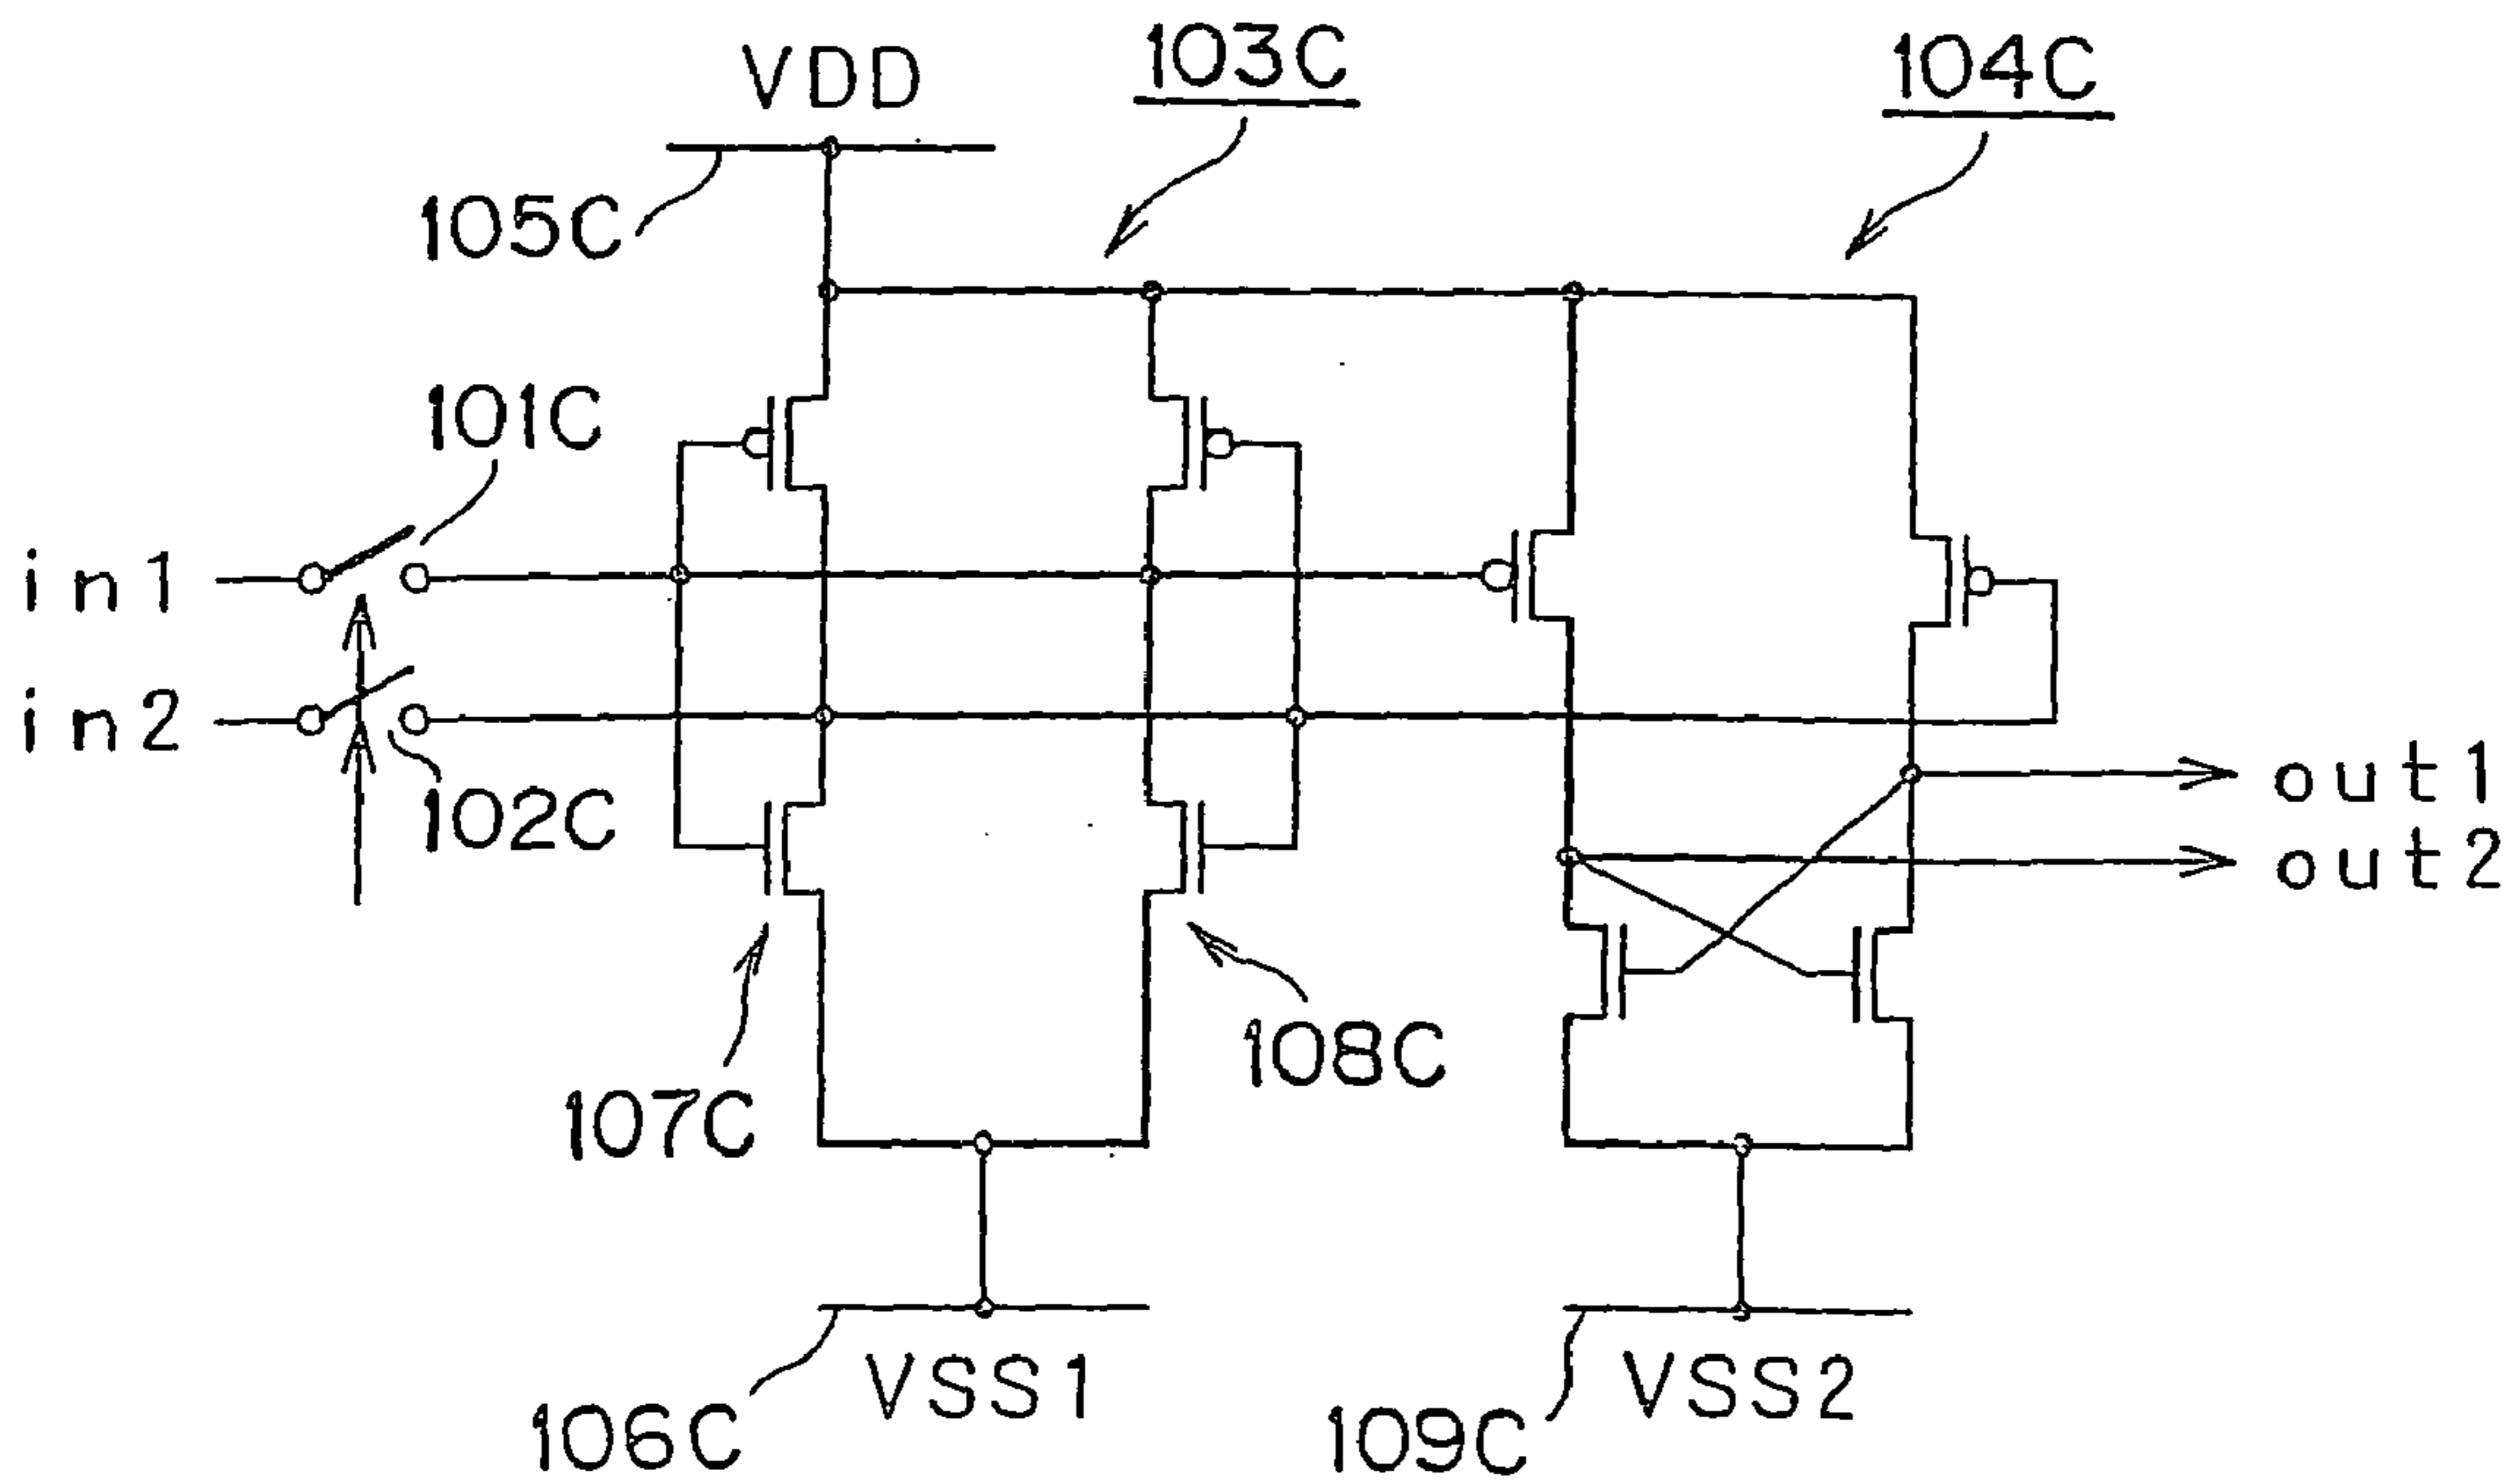 VDD
103C
104C
105C
101C
in1
in2
102C
out1
out2
107C
108C
106C
VSS1
109C
VSS2